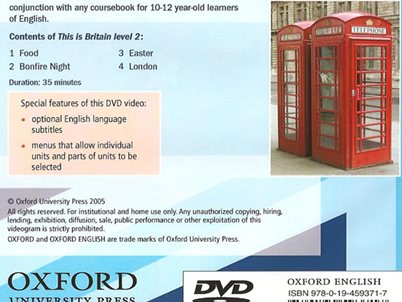 conjunction with any coursebook for 10-12 year-old learners
of English.
Contents of This is Britain level 2:
1 Food
2 Bonfire Night
3 Easter
4 London
Duration: 35 minutes
Special features of this DVD video:
• optional English language
subtitles
• menus that allow individual
units and parts of units to be
selected
TELEPHONE
© Oxford University Press 2005
All rights reserved. For institutional and home use only. Any unauthorized copying, hiring,
lending, exhibition, diffusion, sale, public performance or other exploitation of this
videogram is strictly prohibited.
OXFORD and OXFORD ENGLISH are trade marks of Oxford University Press.
OXFORD
UNIVERSITY PRESS
DVD
OXFORD ENGLISH
ISBN 978-0-19-459371-7